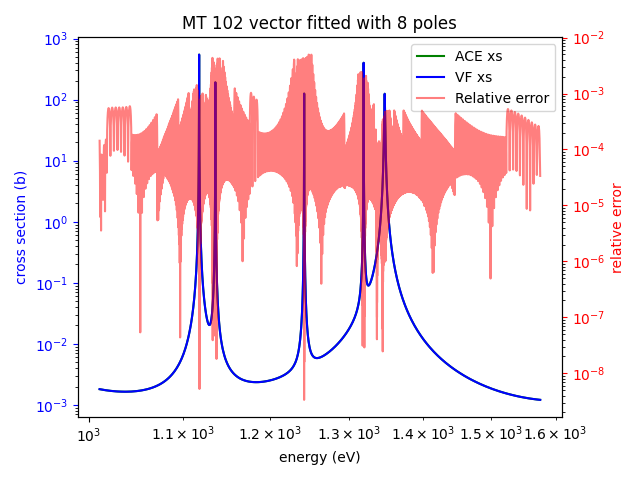 MT 102 vector fitted with 8 poles
ACE xs
VF xs
Relative error
cross section (b)
10³
10²
10¹
10⁰
10⁻¹
10⁻²
10⁻³
relative error
10⁻²
10⁻³
10⁻⁴
10⁻⁵
10⁻⁶
10⁻⁷
10⁻⁸
10³ 1.1 × 10³ 1.2 × 10³ 1.3 × 10³ 1.4 × 10³ 1.5 × 10³ 1.6 × 10³
energy (eV)